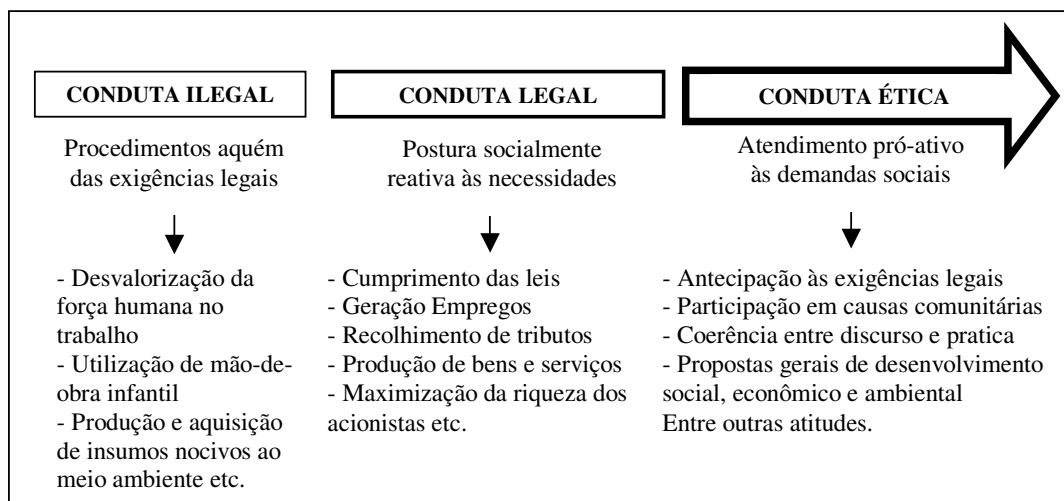 CONDUTA ILEGAL
Procedimentos aquém
das exigências legais
- Desvalorização da
força humana no
trabalho
- Utilização de mão-de-
obra infantil
- Produção e aquisição
de insumos nocivos ao
meio ambiente etc.
CONDUTA LEGAL
Postura socialmente
reativa às necessidades
- Cumprimento das leis
- Geração Empregos
- Recolhimento de tributos
- Produção de bens e serviços
- Maximização da riqueza dos
acionistas etc.
CONDUTA ÉTICA
Atendimento pró-ativo
às demandas sociais
- Antecipação às exigências legais
- Participação em causas comunitárias
- Coerência entre discurso e pratica
- Propostas gerais de desenvolvimento
social, econômico e ambiental
Entre outras atitudes.